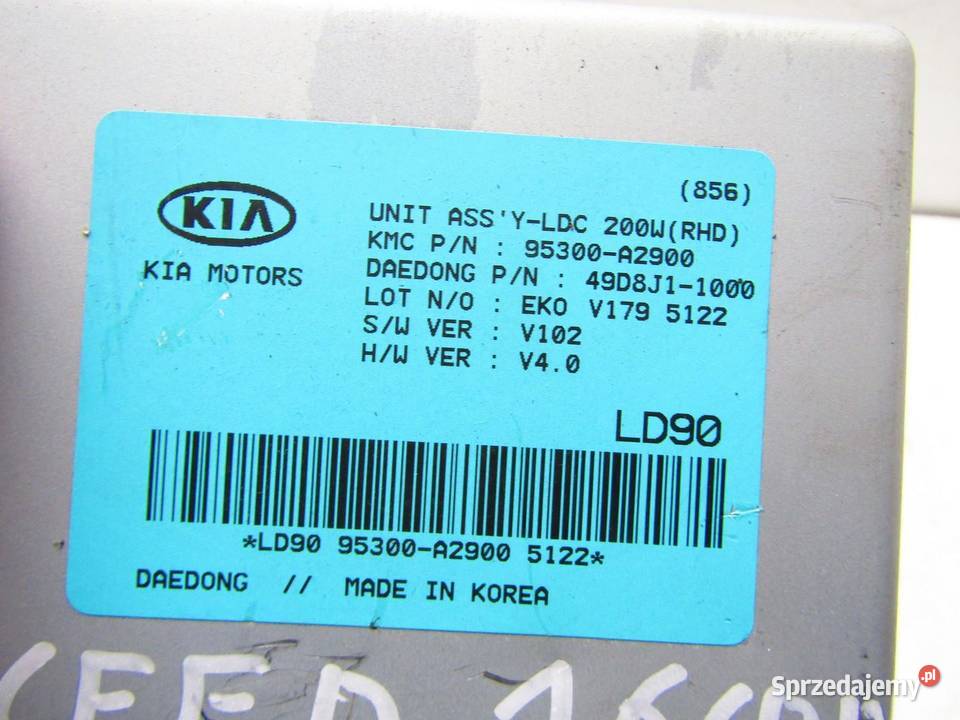 (856)
KIA
KIA MOTORS
UNIT ASS'Y-LDC 200W(RHD)
KMC P/N : 95300-A2900
DAEDONG P/N : 49D8J1-1000
LOT N/O : EKO V179 5122
S/W VER : V102
H/W VER : V4.0
LD90
*LD90 95300-A2900 5122*
DAEDONG // MADE IN KOREA
CEED
Sprzedajemy.pl